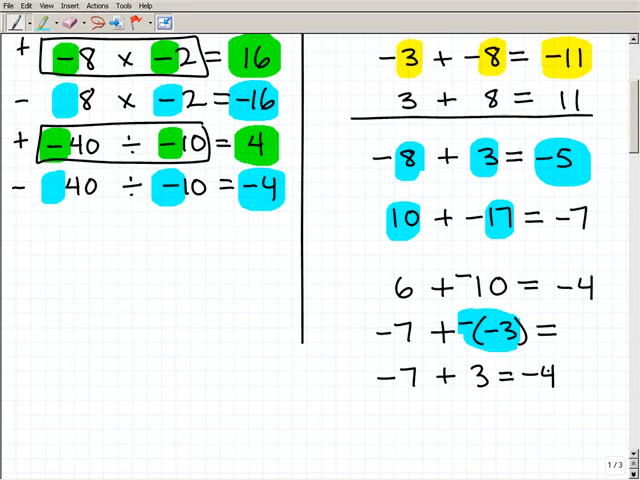 File Edit View Insert Actions Tools Help
+ -8 x -2 = 16
- 8 x -2 = -16
+ -40 ÷ -10 = 4
- 40 ÷ -10 = -4
-3 + -8 = -11
3 + 8 = 11
-8 + 3 = -5
10 + -17 = -7
6 + -10 = -4
-7 + -(-3) =
-7 + 3 = -4
1/3